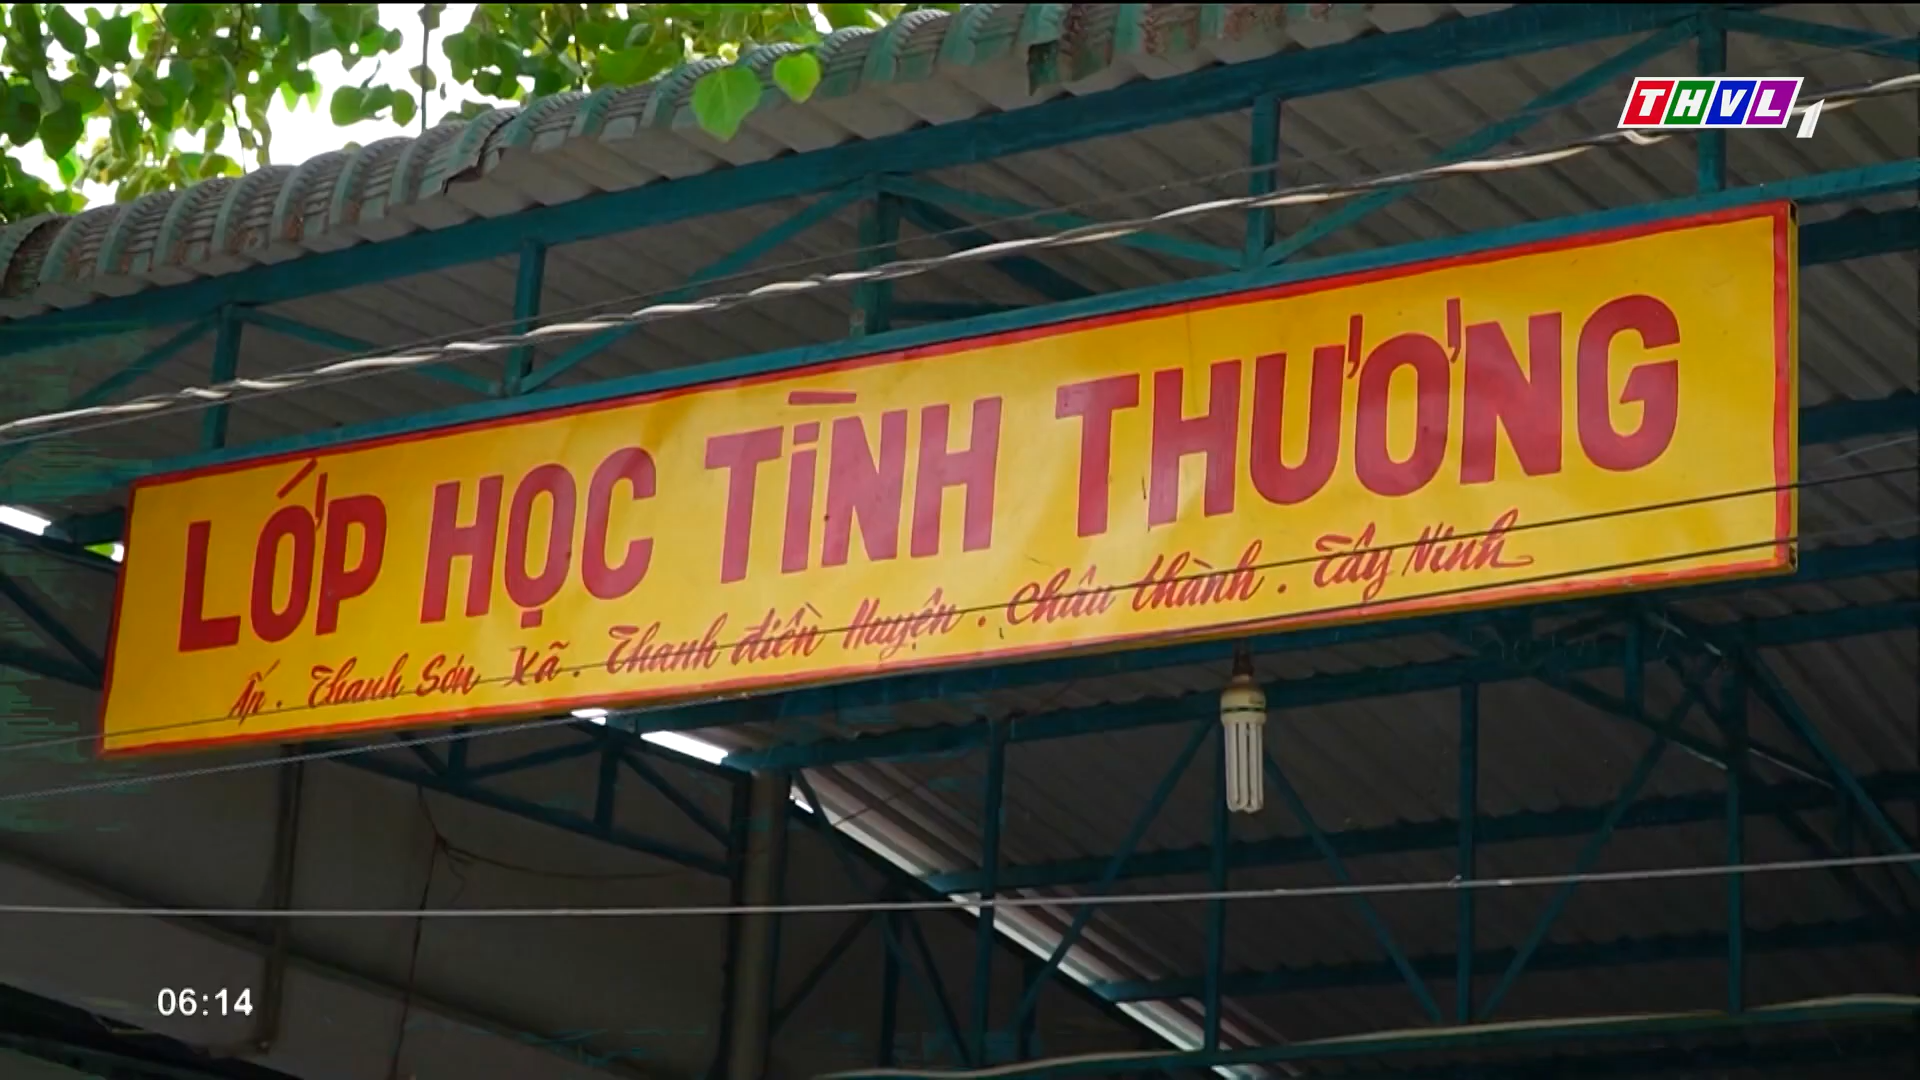 THVL1
LỚP HỌC TÌNH THƯƠNG
Ấp. Thanh Sơn Xã. Thanh điền Huyện. Châu thành. Tây Ninh
06:14